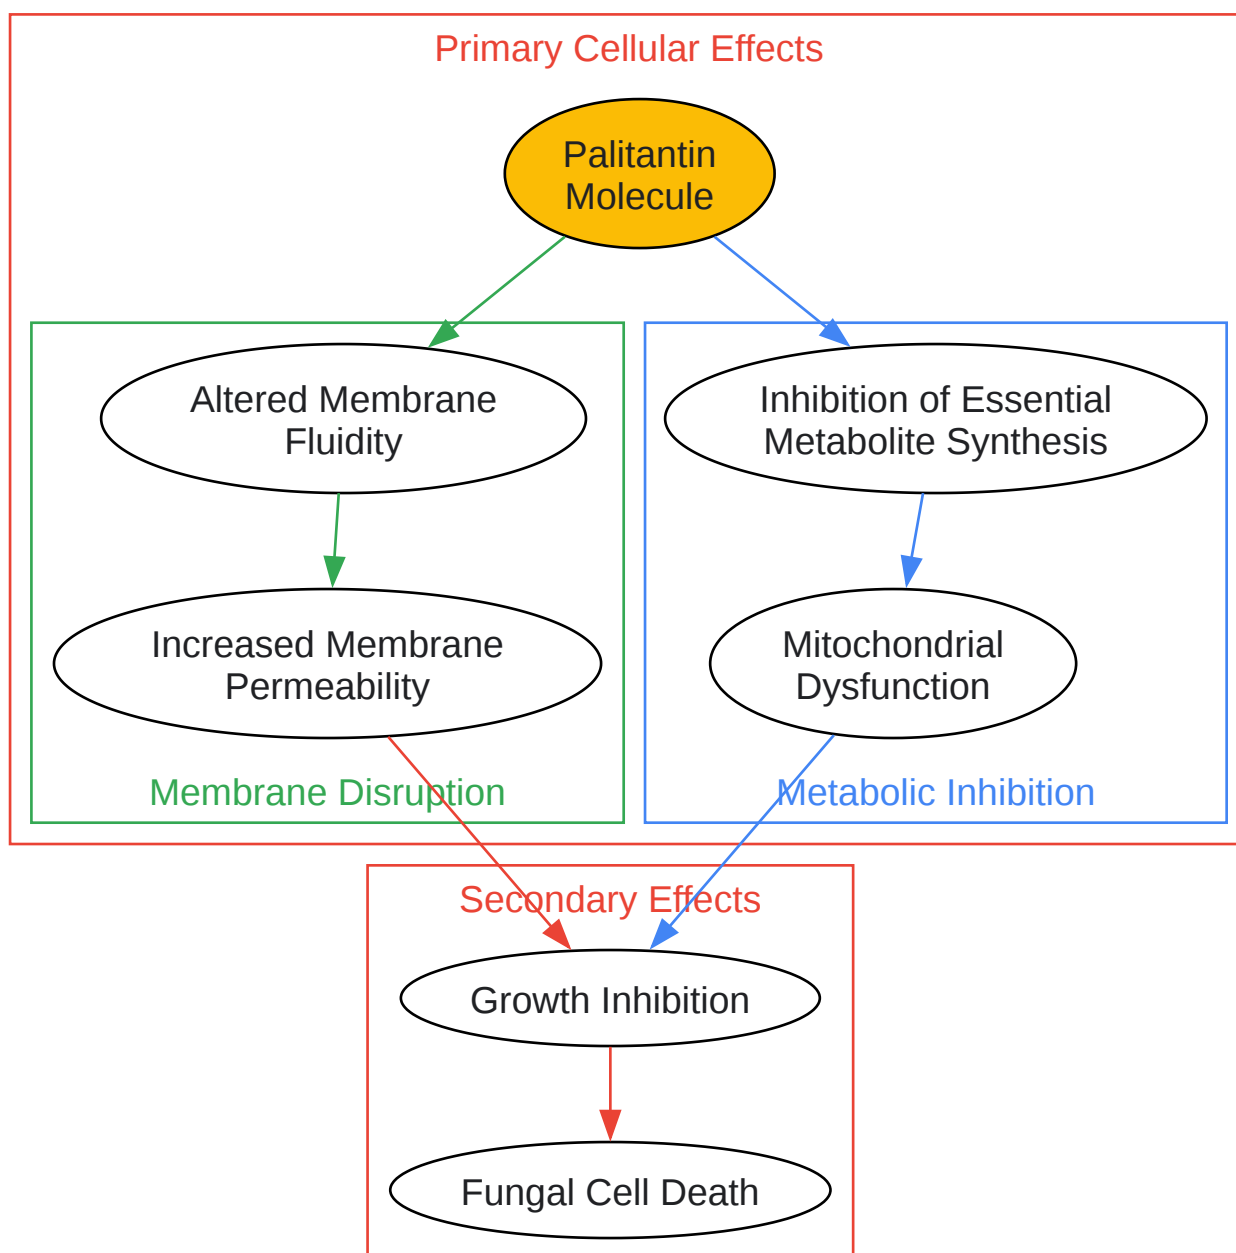 Primary Cellular Effects
Palitantin
Molecule
Altered Membrane
Fluidity
Inhibition of Essential
Metabolite Synthesis
Increased Membrane
Permeability
Mitochondrial
Dysfunction
Membrane Disruption
Metabolic Inhibition
Secondary Effects
Growth Inhibition
Fungal Cell Death